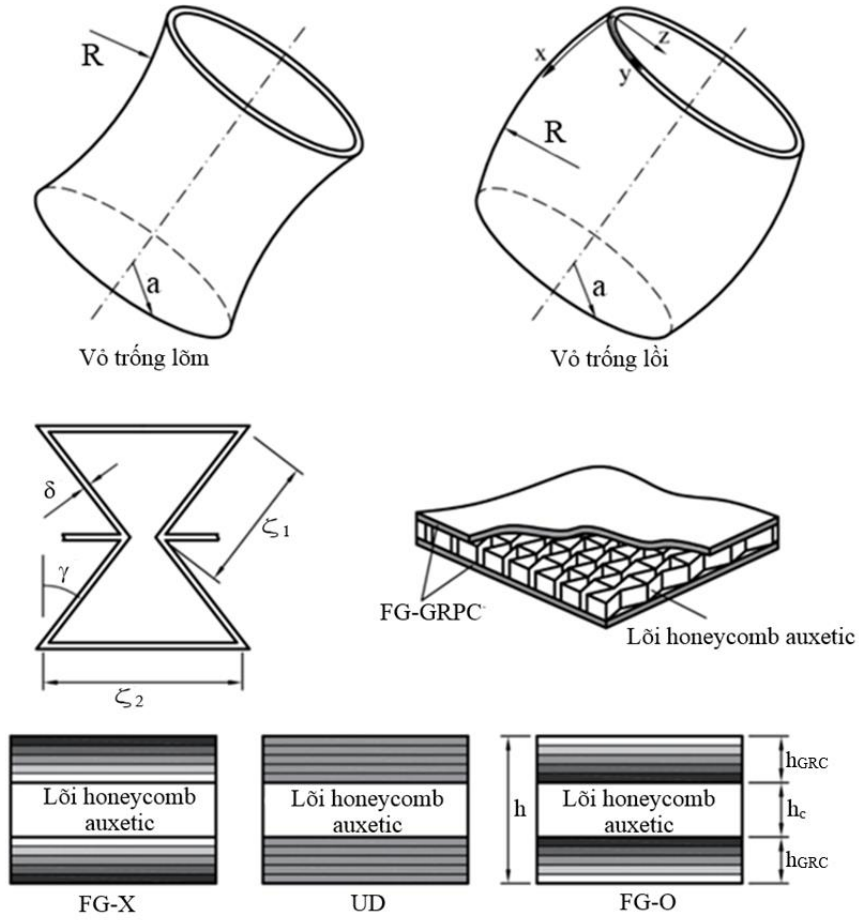 R
a
Vỏ trống lõm
x
y
z
R
a
Vỏ trống lồi
δ
γ
ζ1
ζ2
FG-GRPC
Lõi honeycomb auxetic
Lõi honeycomb
auxetic
FG-X
Lõi honeycomb
auxetic
UD
h
Lõi honeycomb
auxetic
FG-O
hGRC
hc
hGRC